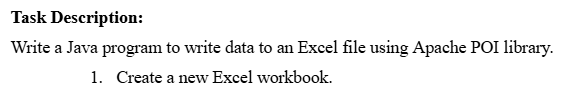 Task Description:
Write a Java program to write data to an Excel file using Apache POI library.
1. Create a new Excel workbook.